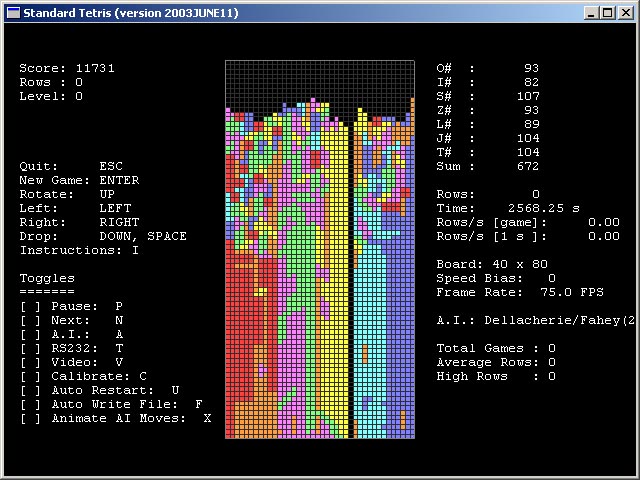 Standard Tetris (version 2003JUNE11)
Score: 11731
Rows : 0
Level: 0
Quit: ESC
New Game: ENTER
Rotate: UP
Left: LEFT
Right: RIGHT
Drop: DOWN, SPACE
Instructions: I
Toggles
=======
[ ] Pause: P
[ ] Next: N
[ ] A.I.: A
[ ] RS232: T
[ ] Video: V
[ ] Calibrate: C
[ ] Auto Restart: U
[ ] Auto Write File: F
[ ] Animate AI Moves: X
O# : 93
I# : 82
S# : 107
Z# : 93
L# : 89
J# : 104
T# : 104
Sum : 672
Rows: 0
Time: 2568.25 s
Rows/s [game]: 0.00
Rows/s [1 s ]: 0.00
Board: 40 x 80
Speed Bias: 0
Frame Rate: 75.0 FPS
A.I.: Dellacherie/Fahey(2
Total Games : 0
Average Rows: 0
High Rows : 0